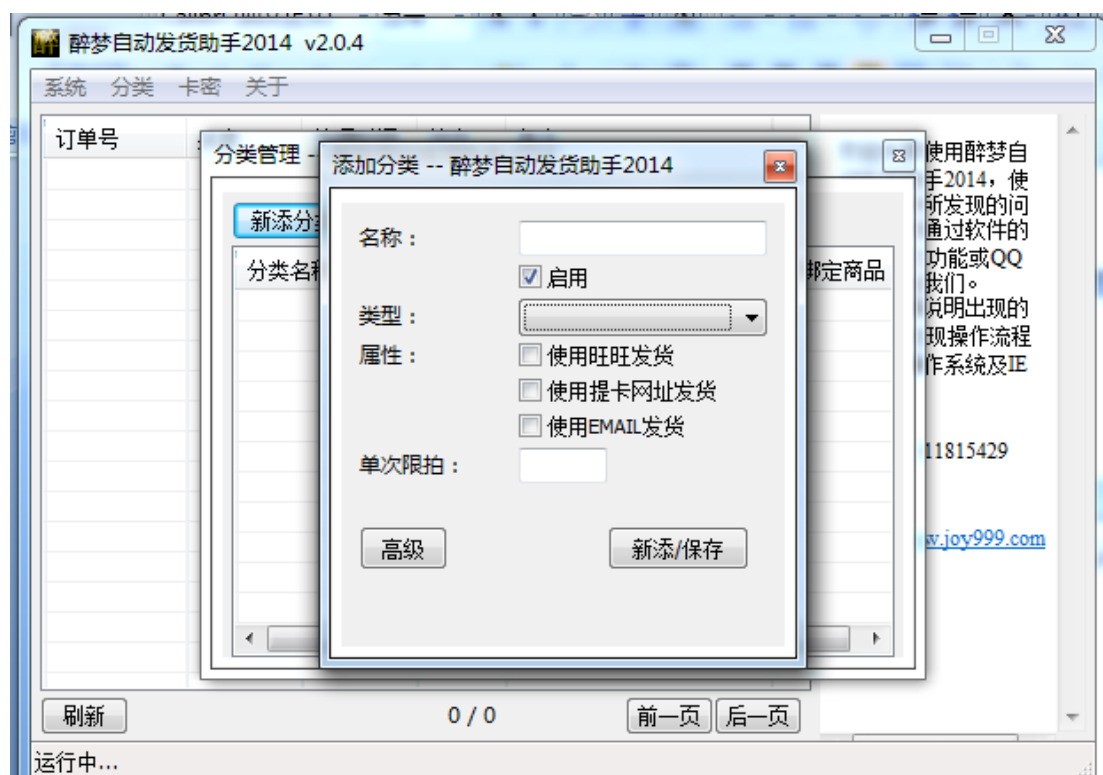 醉梦自动发货助手2014 v2.0.4
系统 分类 卡密 关于
订单号
分类管理 --
添加分类 -- 醉梦自动发货助手2014
新添分
名称：
启用
类型：
属性：
使用旺旺发货
使用提卡网址发货
使用EMAIL发货
单次限拍：
高级
新添/保存
分类名称
绑定商品
使用醉梦自
手2014，使
所发现的问
通过软件的
功能或QQ
我们。
说明出现的
现操作流程
作系统及IE
11815429
w.joy999.com
刷新
0 / 0
前一页
后一页
运行中...